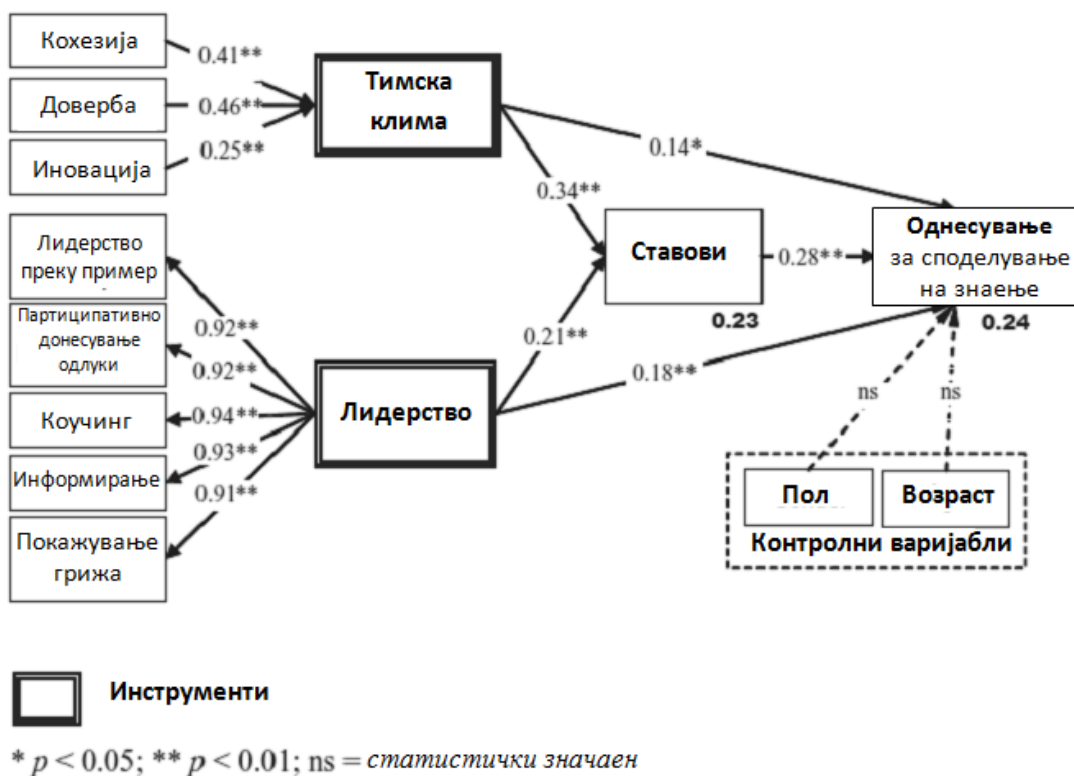 Кохезија
0.41**
Доверба
0.46**
Иновација
0.25**
Тимска
клима
0.14*
0.34**
Лидерство
преку пример
0.92**
Партиципативно
донесување
одлуки
0.92**
Коучинг
0.94**
Информирање
0.93**
Покажување
грижа
0.91**
Лидерство
0.21**
0.18**
Ставови
0.23
0.28**
Однесување
за споделување
на знаење
0.24
ns
ns
Пол
Возраст
Контролни варијабли
Инструменти
* p < 0.05; ** p < 0.01; ns = статистички значаен